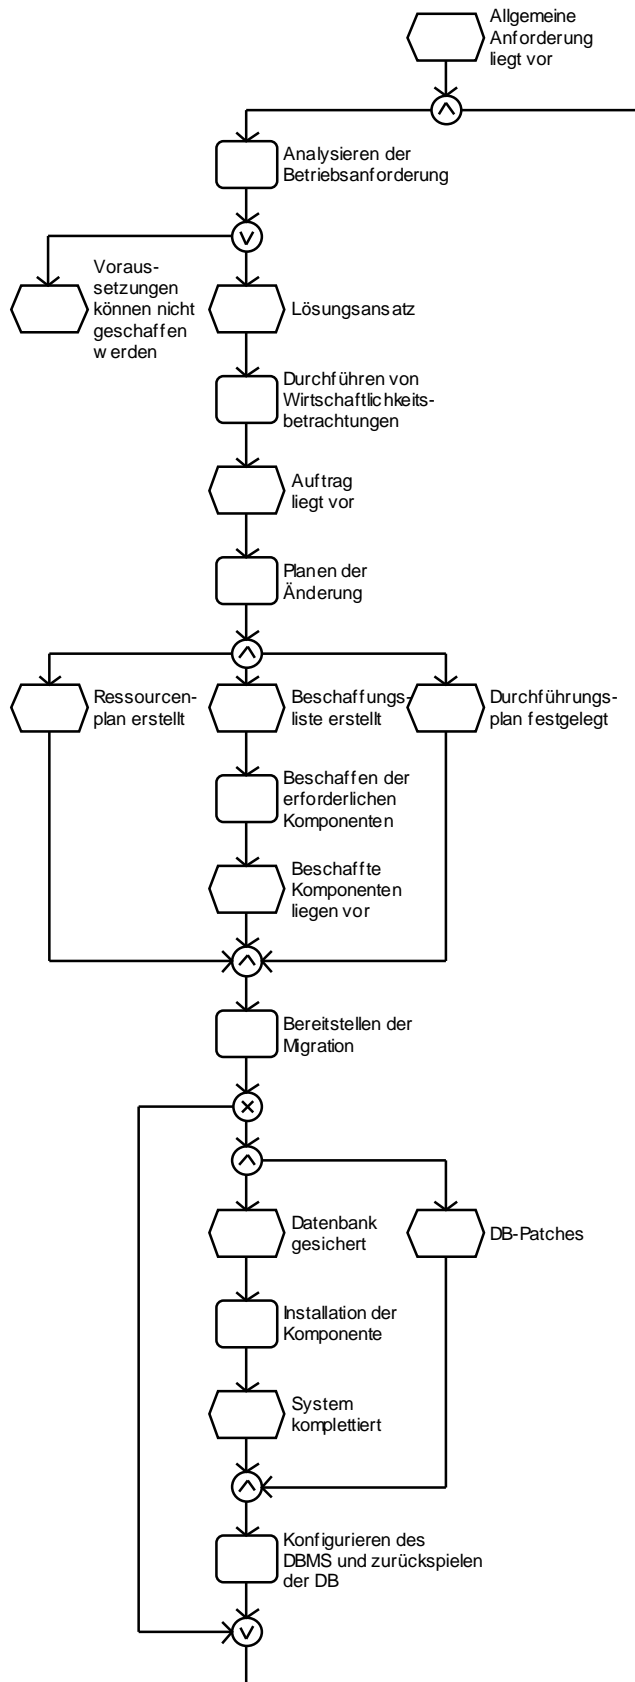 Allgemeine
Anforderung
liegt vor
Analysieren der
Betriebsanforderung
Voraus-
setzungen
können nicht
geschaffen
werden
Lösungsansatz
Durchführen von
Wirtschaftlichkeits-
betrachtungen
Auftrag
liegt vor
Planen der
Änderung
Ressourcen-
plan erstellt
Beschaffungs-
liste erstellt
Durchführungs-
plan festgelegt
Beschaffen der
erforderlichen
Komponenten
Beschaffte
Komponenten
liegen vor
Bereitstellen der
Migration
Datenbank
gesichert
DB-Patches
Installation der
Komponente
System
komplettiert
Konfigurieren des
DBMS und zurückspielen
der DB